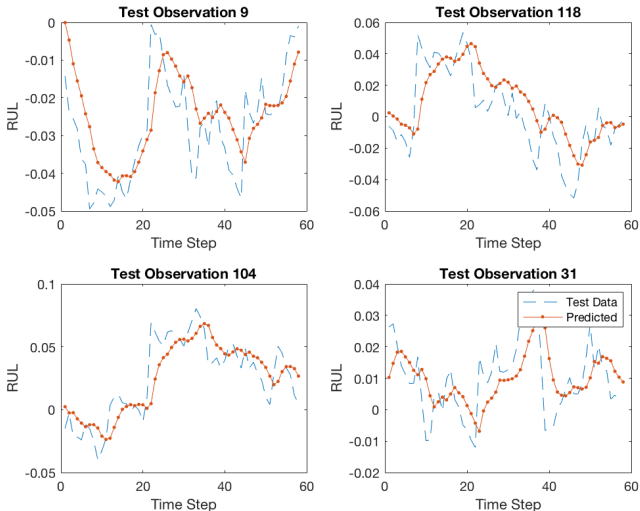 Test Observation 9
0
-0.01
-0.02
-0.03
-0.04
-0.05
RUL
0 20 40 60
Time Step
Test Observation 118
0.06
0.04
0.02
0
-0.02
-0.04
-0.06
RUL
0 20 40 60
Time Step
Test Observation 104
0.1
0.05
0
-0.05
RUL
0 20 40 60
Time Step
Test Observation 31
Test Data
Predicted
0.04
0.03
0.02
0.01
0
-0.01
-0.02
RUL
0 20 40 60
Time Step